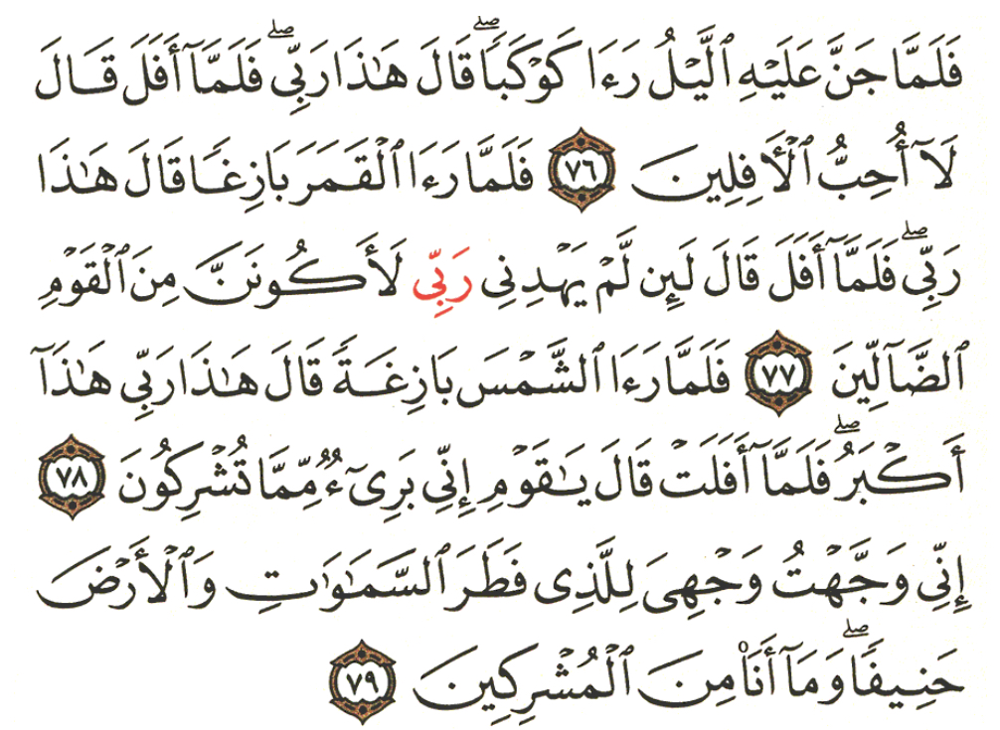 فَلَمَّا جَنَّ عَلَيْهِ ٱلَّيْلُ رَءَا كَوْكَبًۭا ۖ قَالَ هَـٰذَا رَبِّى ۖ فَلَمَّآ أَفَلَ قَالَ
لَآ أُحِبُّ ٱلْـَٔافِلِينَ ٧٦ فَلَمَّا رَءَا ٱلْقَمَرَ بَازِغًۭا قَالَ هَـٰذَا
رَبِّى ۖ فَلَمَّآ أَفَلَ قَالَ لَئِن لَّمْ يَهْدِنِى رَبِّى لَأَكُونَنَّ مِنَ ٱلْقَوْمِ
ٱلضَّآلِّينَ ٧٧ فَلَمَّا رَءَا ٱلشَّمْسَ بَازِغَةًۭ قَالَ هَـٰذَا رَبِّى هَـٰذَآ
أَكْبَرُ ۖ فَلَمَّآ أَفَلَتْ قَالَ يَـٰقَوْمِ إِنِّى بَرِىٓءٌۭ مِّمَّا تُشْرِكُونَ ٧٨
إِنِّى وَجَّهْتُ وَجْهِىَ لِلَّذِى فَطَرَ ٱلسَّمَـٰوَٰتِ وَٱلْأَرْضَ
حَنِيفًۭا ۖ وَمَآ أَنَا۠ مِنَ ٱلْمُشْرِكِينَ ٧٩